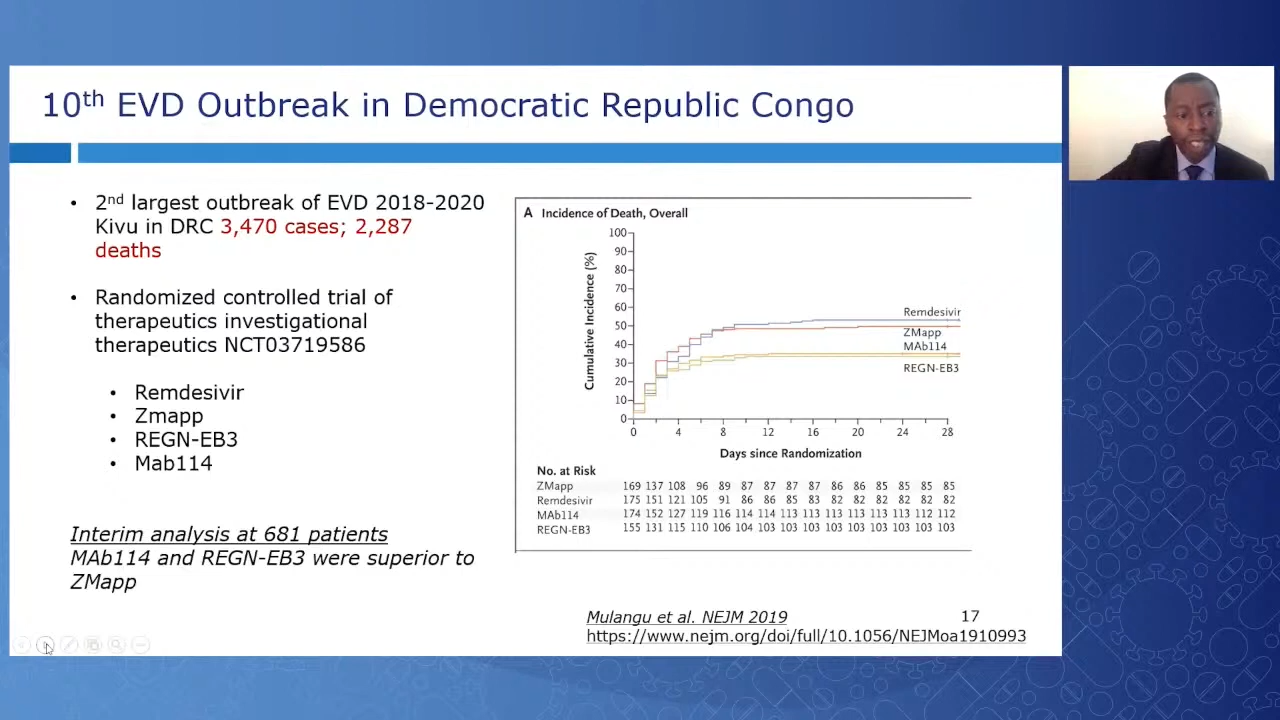 10th EVD Outbreak in Democratic Republic Congo
• 2nd largest outbreak of EVD 2018-2020
Kivu in DRC 3,470 cases; 2,287
deaths
• Randomized controlled trial of
therapeutics investigational
therapeutics NCT03719586
• Remdesivir
• Zmapp
• REGN-EB3
• Mab114
Interim analysis at 681 patients
MAb114 and REGN-EB3 were superior to
ZMapp
A Incidence of Death, Overall
Cumulative Incidence (%)
100
90
80
70
60
50
40
30
20
10
0
Remdesivir
ZMapp
MAb114
REGN-EB3
0 4 8 12 16 20 24 28
Days since Randomization
No. at Risk
ZMapp 169 137 108 96 89 87 87 87 87 86 86 85 85 85 85
Remdesivir 175 151 121 105 91 86 86 85 83 82 82 82 82 82 82
MAb114 174 152 127 119 116 114 114 113 113 113 113 113 113 112 112
REGN-EB3 155 131 115 110 106 104 103 103 103 103 103 103 103 103 103
Mulangu et al. NEJM 2019
17
https://www.nejm.org/doi/full/10.1056/NEJMoa1910993